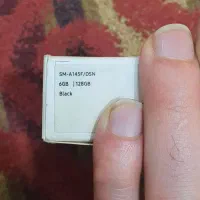 SM-A145F/DSN
6GB | 128GB
Black